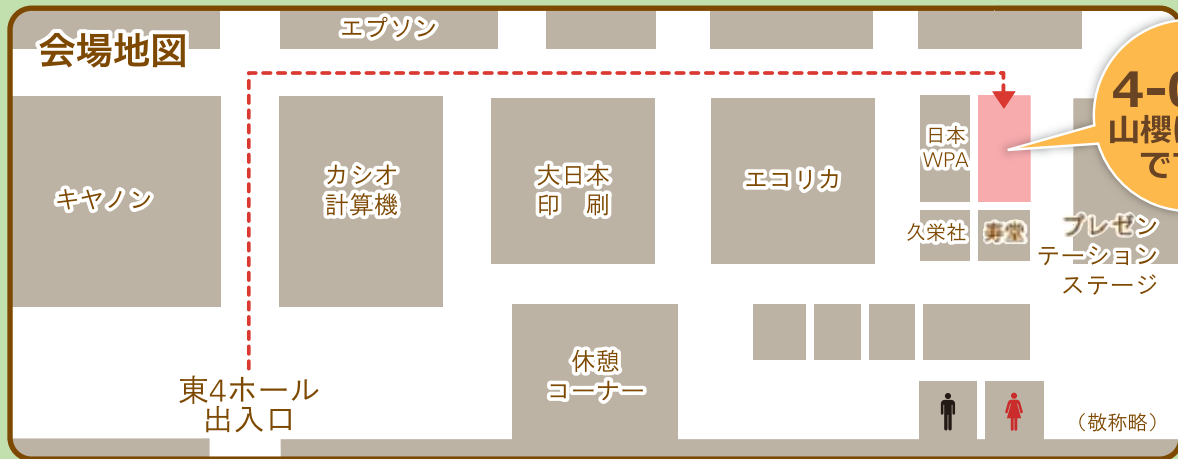 会場地図
エプソン
キヤノン
カシオ
計算機
大日本
印　刷
エコリカ
日本
WPA
久栄社
寿堂
4-
山櫻
で
プレゼン
テーション
ステージ
休憩
コーナー
東4ホール
出入口
（敬称略）